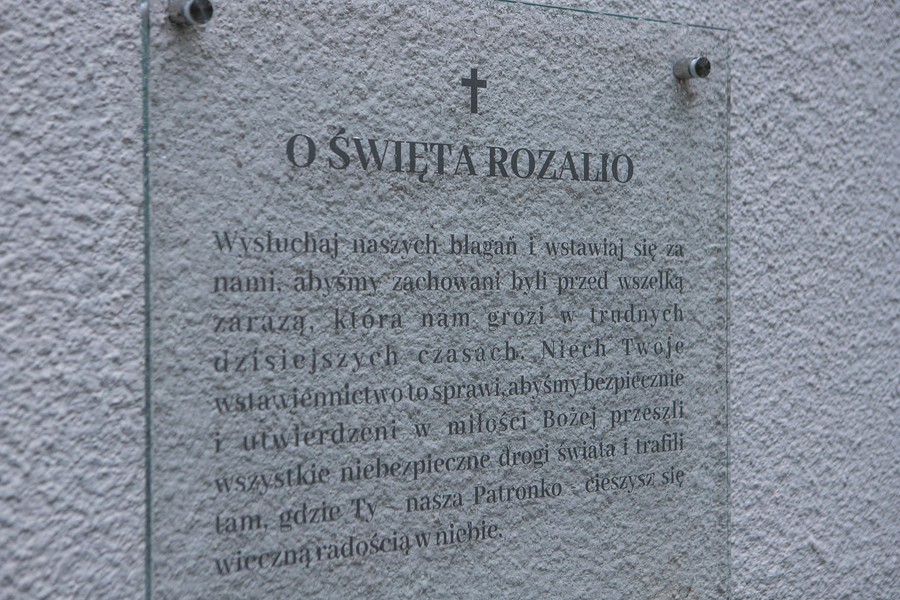 O ŚWIĘTA ROZALIO
Wysłuchaj naszych błagań i wstawiaj się za
nami, abyśmy zachowani byli przed wszelką
zarazą, która nam grozi w trudnych
dzisiejszych czasach. Niech Twoje
wstawiennictwo to sprawi, abyśmy bezpiecznie
i utwierdzeni w miłości Bożej przeszli
wszystkie niebezpieczne drogi świata i trafili
tam, gdzie Ty - nasza Patronko - cieszysz się
wieczną radością w niebie.